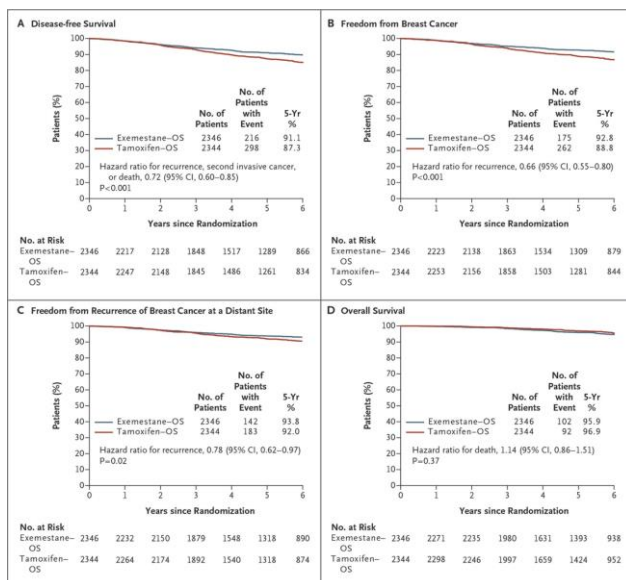 A Disease-free Survival
100
90
80
70
60
50
40
30
20
10
0
Patients (%)
No. of Patients
No. of Patients with Event
5-Yr %
Exemestane–OS 2346 216 91.1
Tamoxifen–OS 2344 298 87.3
Hazard ratio for recurrence, second invasive cancer,
or death, 0.72 (95% CI, 0.60–0.85)
P<0.001
0 1 2 3 4 5 6
Years since Randomization
No. at Risk
Exemestane–OS 2346 2217 2128 1848 1517 1289 866
Tamoxifen–OS 2344 2247 2148 1845 1486 1261 834
B Freedom from Breast Cancer
100
90
80
70
60
50
40
30
20
10
0
Patients (%)
No. of Patients
No. of Patients with Event
5-Yr %
Exemestane–OS 2346 175 92.8
Tamoxifen–OS 2344 262 88.8
Hazard ratio for recurrence, 0.66 (95% CI, 0.55–0.80)
P<0.001
0 1 2 3 4 5 6
Years since Randomization
No. at Risk
Exemestane–OS 2346 2223 2138 1863 1534 1309 879
Tamoxifen–OS 2344 2253 2156 1858 1503 1281 844
C Freedom from Recurrence of Breast Cancer at a Distant Site
100
90
80
70
60
50
40
30
20
10
0
Patients (%)
No. of Patients
No. of Patients with Event
5-Yr %
Exemestane–OS 2346 142 93.8
Tamoxifen–OS 2344 183 92.0
Hazard ratio for recurrence, 0.78 (95% CI, 0.62–0.97)
P=0.02
0 1 2 3 4 5 6
Years since Randomization
No. at Risk
Exemestane–OS 2346 2232 2150 1879 1548 1318 890
Tamoxifen–OS 2344 2264 2174 1892 1540 1318 874
D Overall Survival
100
90
80
70
60
50
40
30
20
10
0
Patients (%)
No. of Patients
No. of Patients with Event
5-Yr %
Exemestane–OS 2346 102 95.9
Tamoxifen–OS 2344 92 96.9
Hazard ratio for death, 1.14 (95% CI, 0.86–1.51)
P=0.37
0 1 2 3 4 5 6
Years since Randomization
No. at Risk
Exemestane–OS 2346 2271 2235 1980 1631 1393 938
Tamoxifen–OS 2344 2298 2246 1997 1659 1424 952